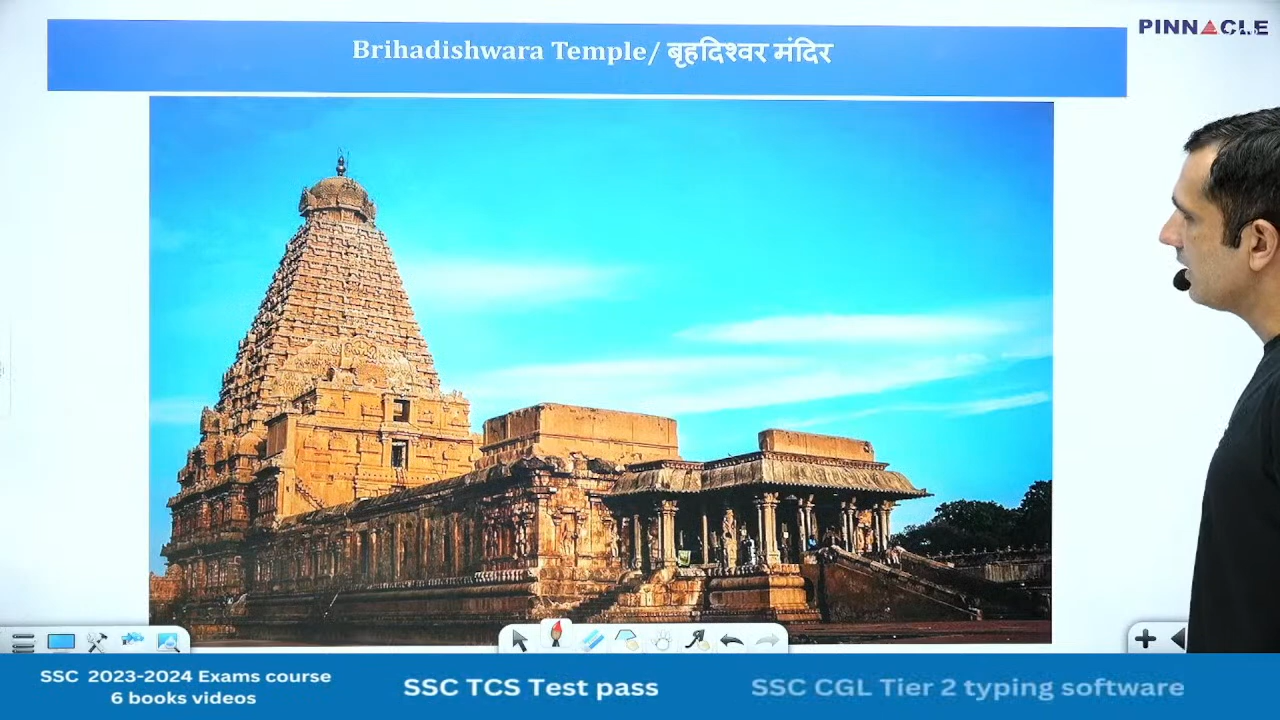 Brihadishwara Temple/ बृहदिश्वर मंदिर
PINNACLE
SSC 2023-2024 Exams course
6 books videos
SSC TCS Test pass
SSC CGL Tier 2 typing software